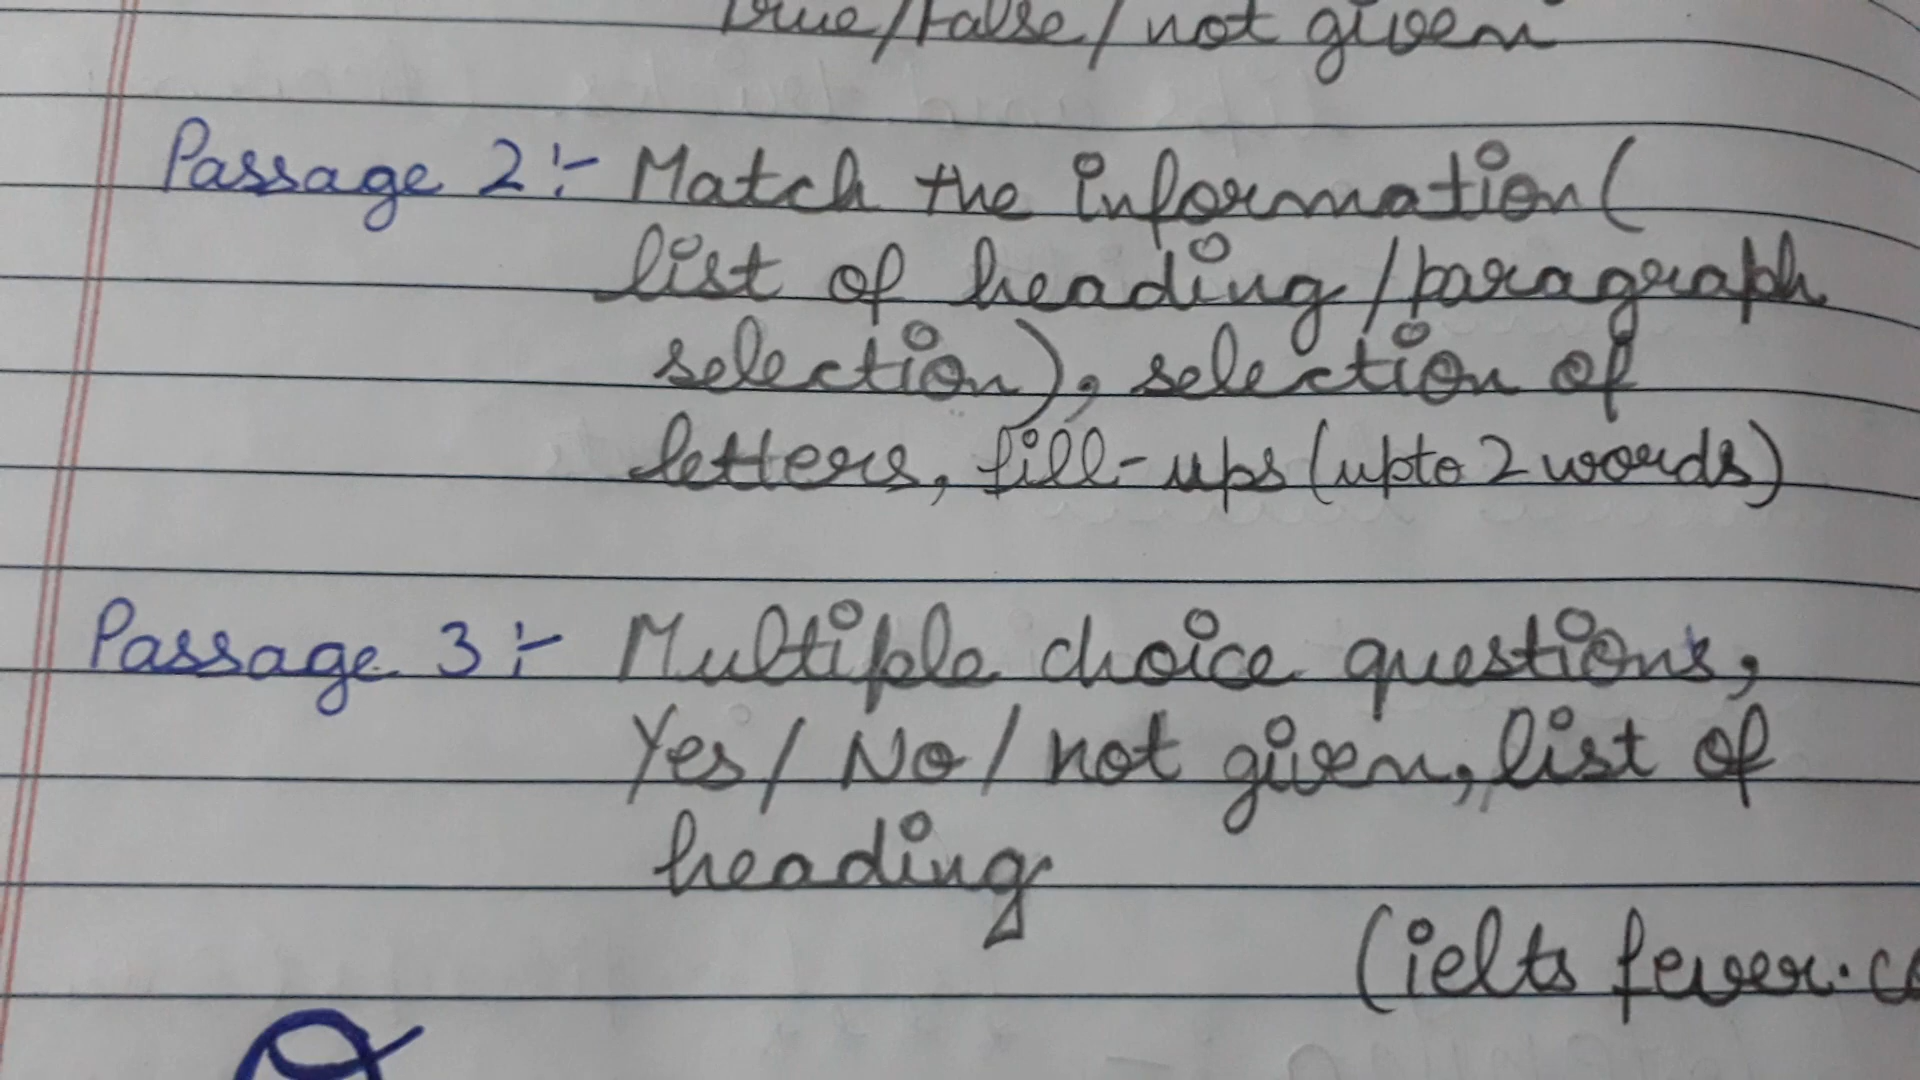 True/False/not given
Passage 2:- Match the information(
list of heading/paragraph
selection), selection of
letters, fill-ups (upto 2 words)
Passage 3:- Multiple choice questions,
Yes/No/not given, list of
heading
(ielts fever.c